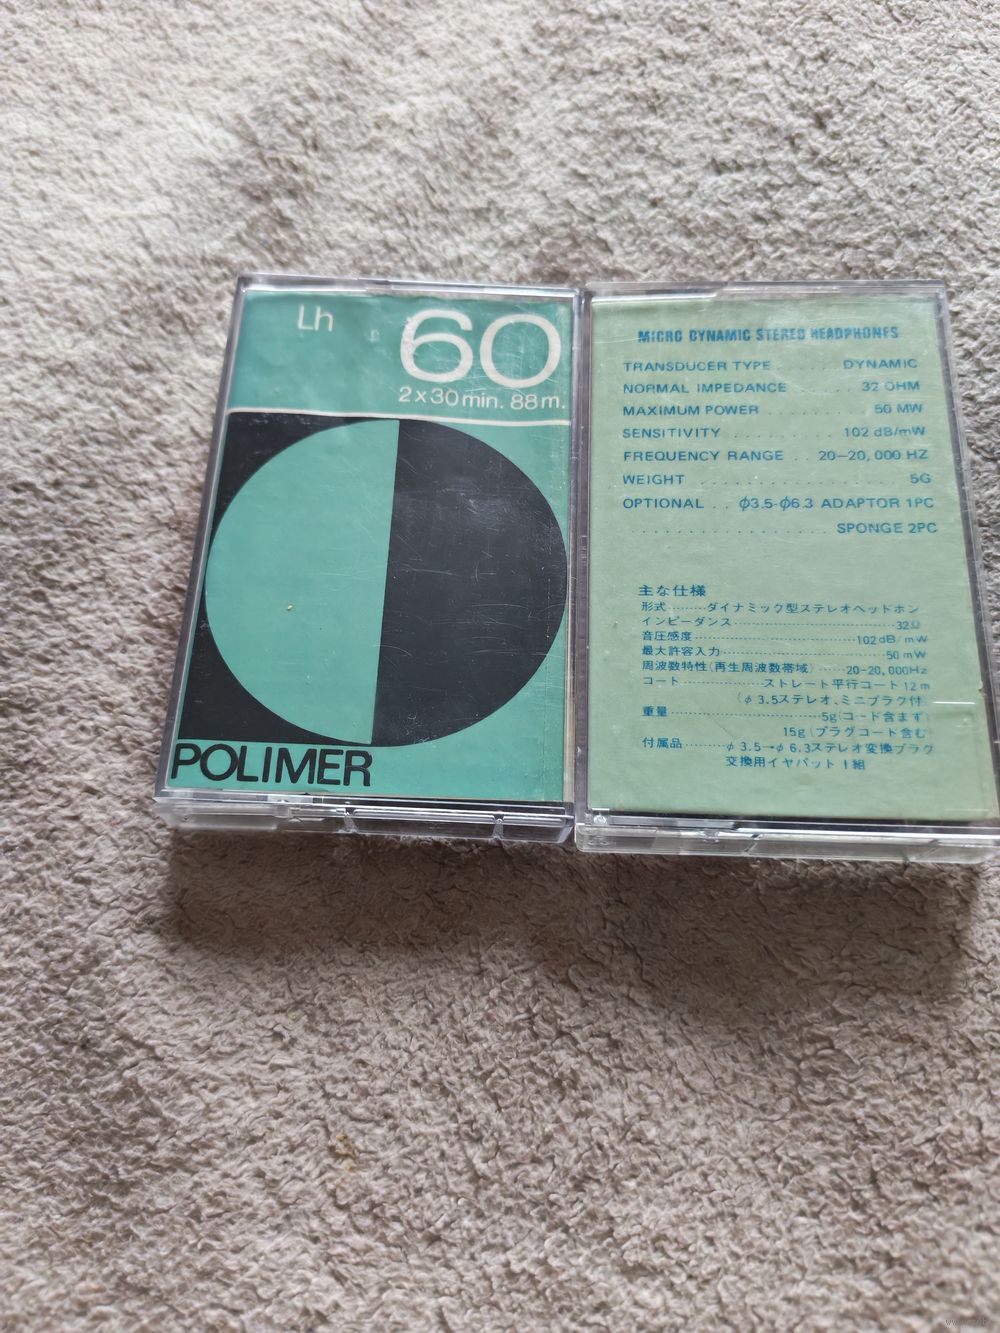 Lh
60
2x30min. 88m.
POLIMER
MICRO DYNAMIC STEREO HEADPHONES
TRANSDUCER TYPE ...... DYNAMIC
NORMAL IMPEDANCE ........ 32 OHM
MAXIMUM POWER .......... 50 MW
SENSITIVITY .......... 102 dB/mW
FREQUENCY RANGE .. 20–20,000 HZ
WEIGHT .................. 5G
OPTIONAL .. φ3.5-φ6.3 ADAPTOR 1PC
.................. SPONGE 2PC
主な仕様
形式………ダイナミック型ステレオヘッドホン
インピーダンス………………………32Ω
音圧感度………………………102dB/mW
最大許容入力………………………50mW
周波数特性(再生周波数帯域)……20-20,000Hz
コート…………ストレート平行コート12m
(φ3.5ステレオ、ミニプラグ付
重量………………5g(コード含まず)
15g(プラグコード含む)
付属品………φ3.5→φ6.3ステレオ変換プラグ
交換用イヤパット1組